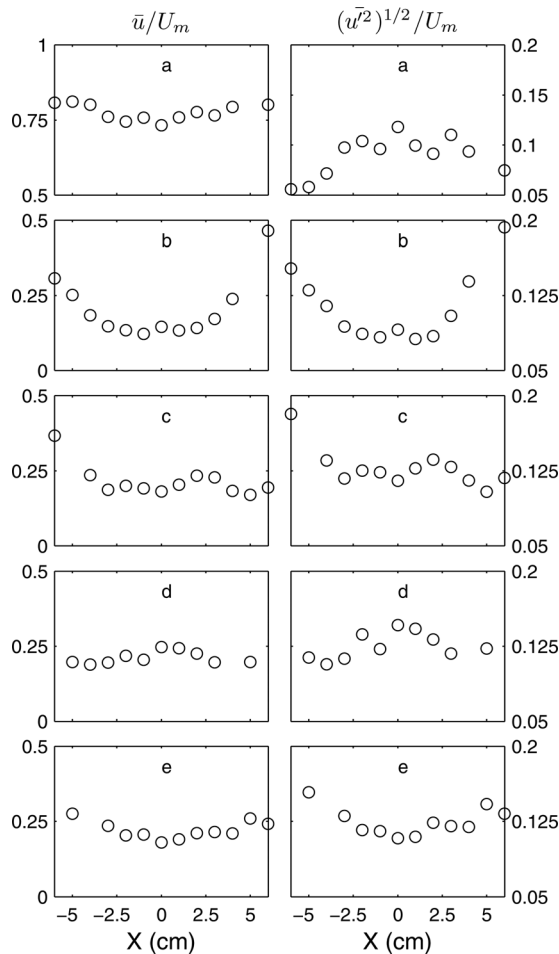 ū/U_m (u'²)^1/2/U_m
1 a 0.75 0.5
a 0.2 0.15 0.1 0.05
0.5 b 0.25 0
b 0.2 0.125 0.05
0.5 c 0.25 0
c 0.2 0.125 0.05
0.5 d 0.25 0
d 0.2 0.125 0.05
0.5 e 0.25 0
e 0.2 0.125 0.05
−5 −2.5 0 2.5 5 −5 −2.5 0 2.5 5
X (cm) X (cm)